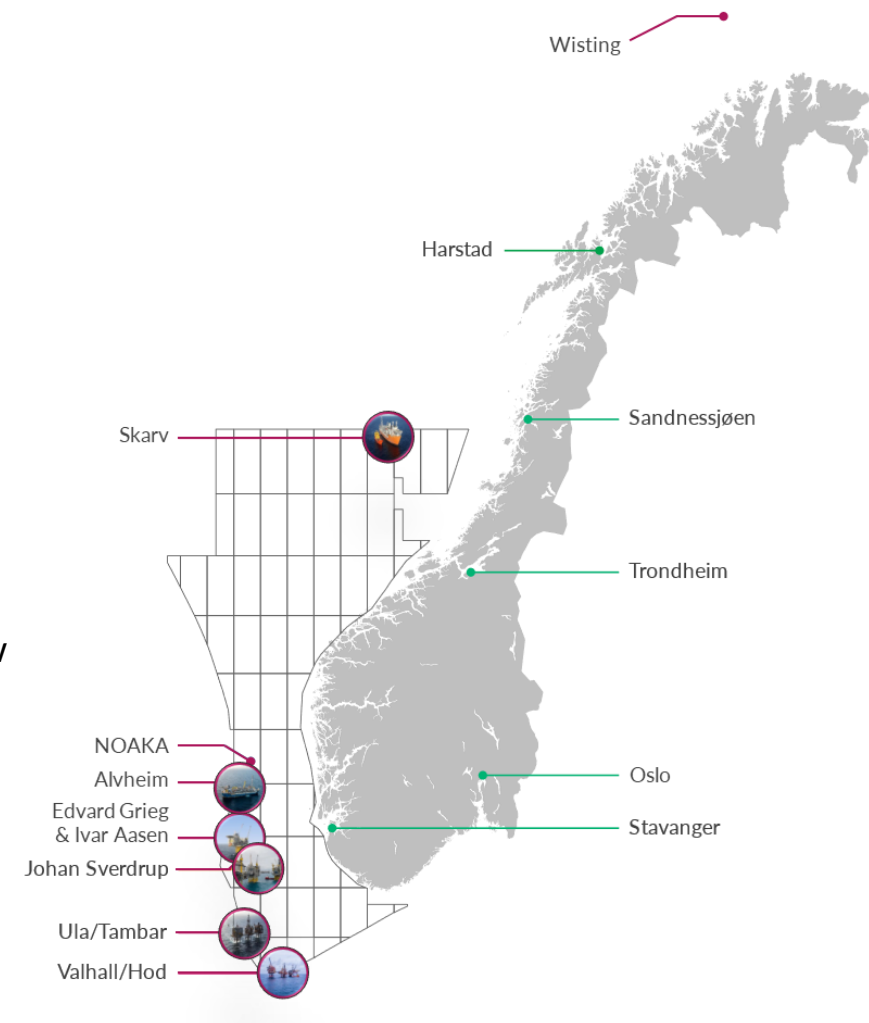 Wisting
Harstad
Skarv
Sandnessjøen
Trondheim
NOAKA
Alvheim
Oslo
Edvard Grieg
& Ivar Aasen
Stavanger
Johan Sverdrup
Ula/Tambar
Valhall/Hod